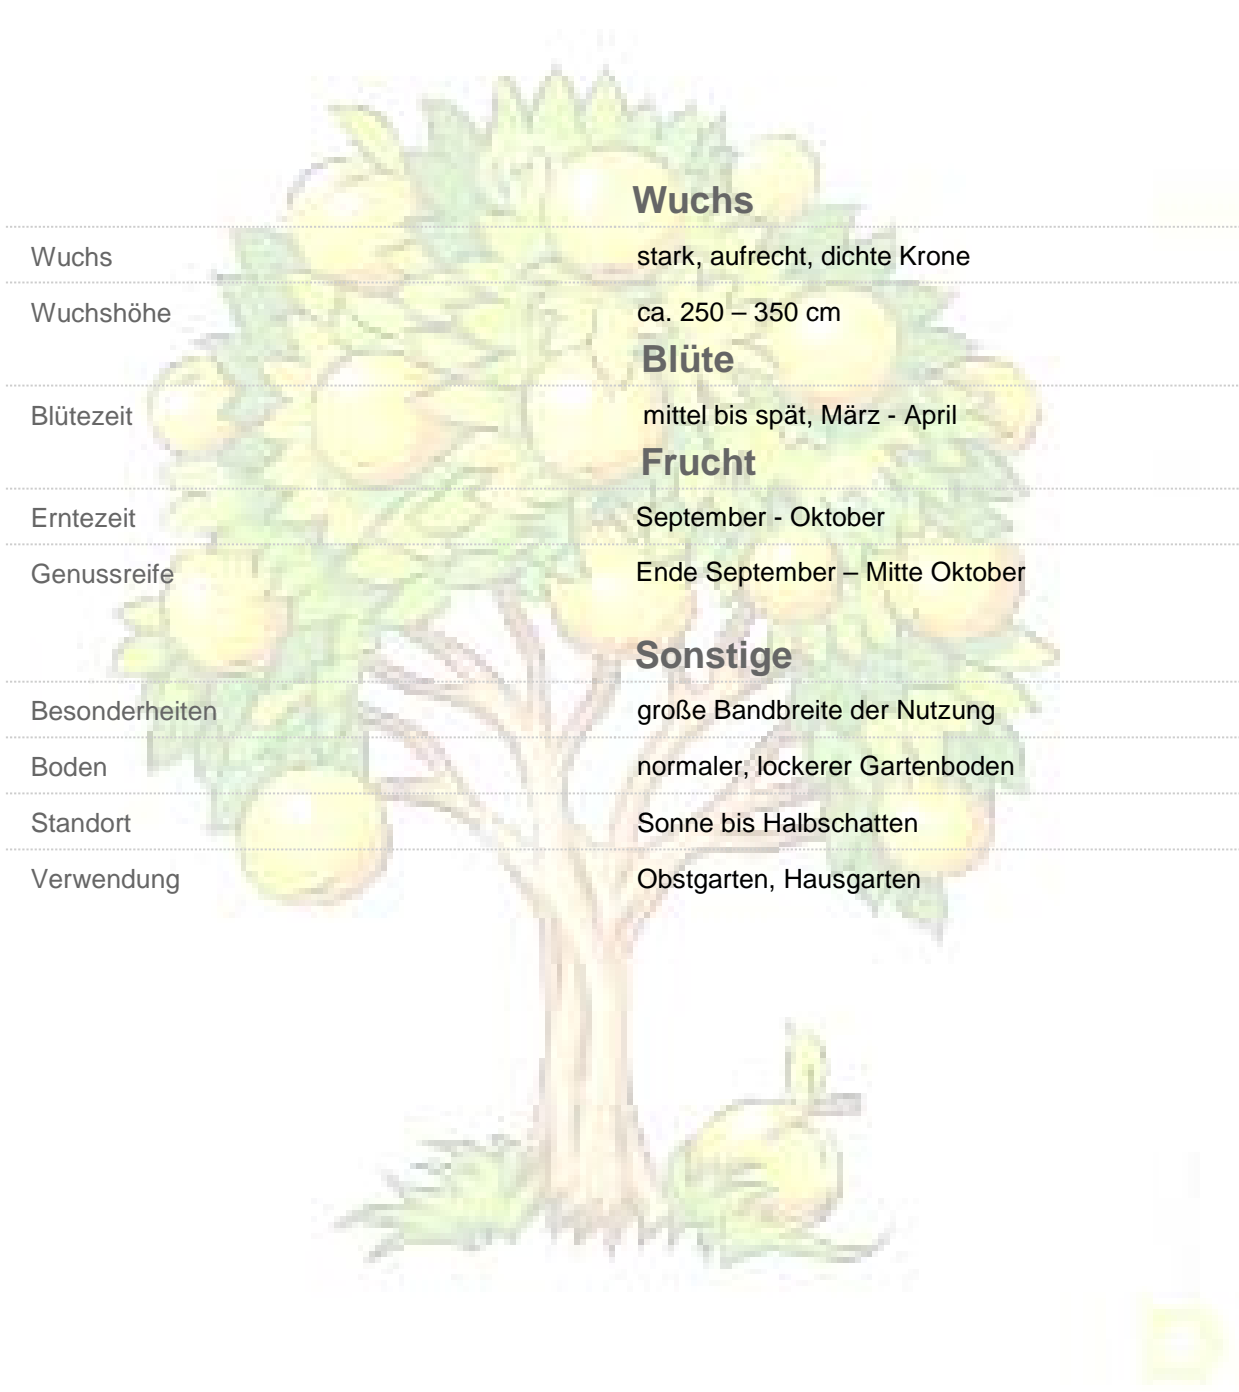 Wuchs
Wuchs stark, aufrecht, dichte Krone
Wuchshöhe ca. 250 – 350 cm
Blüte
Blütezeit mittel bis spät, März - April
Frucht
Erntezeit September - Oktober
Genussreife Ende September – Mitte Oktober
Sonstige
Besonderheiten große Bandbreite der Nutzung
Boden normaler, lockerer Gartenboden
Standort Sonne bis Halbschatten
Verwendung Obstgarten, Hausgarten